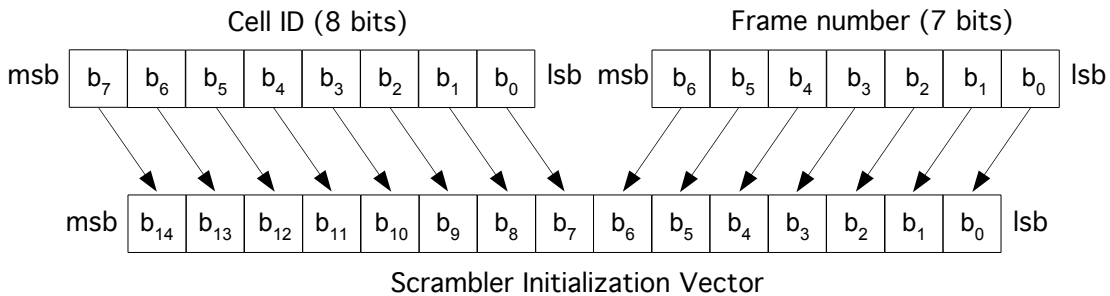 Cell ID (8 bits) Frame number (7 bits)
msb b7 b6 b5 b4 b3 b2 b1 b0 lsb msb b6 b5 b4 b3 b2 b1 b0 lsb
msb b14 b13 b12 b11 b10 b9 b8 b7 b6 b5 b4 b3 b2 b1 b0 lsb
Scrambler Initialization Vector